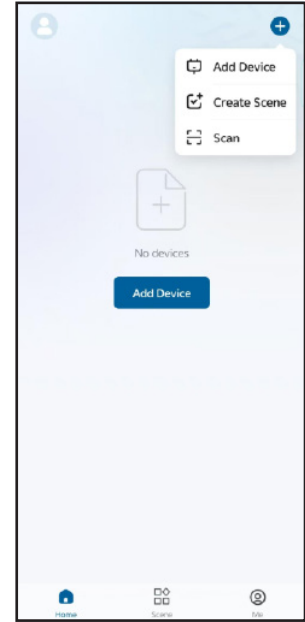 Add Device
Create Scene
Scan
No devices
Add Device
Home
Scene
Me